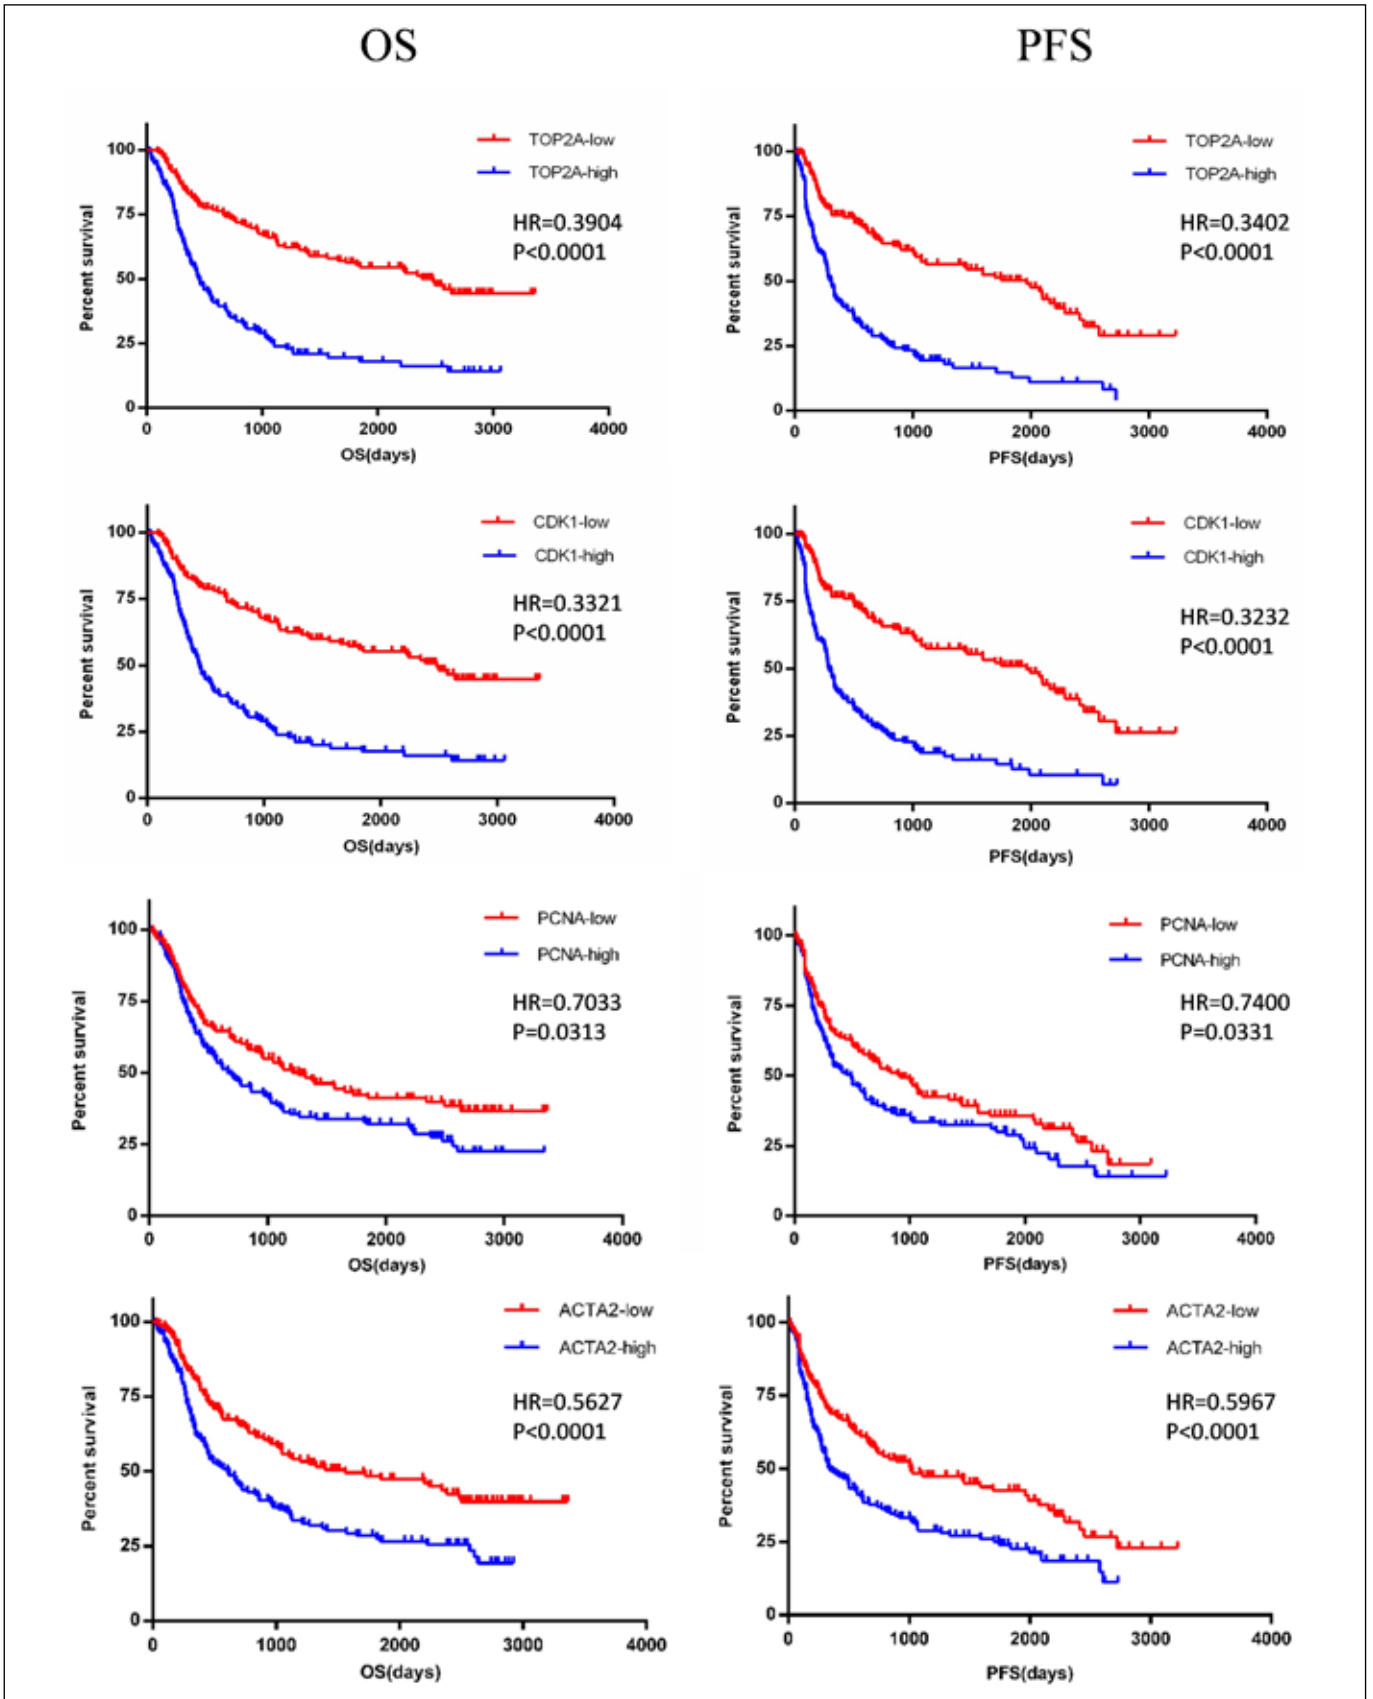 OS
PFS
TOP2A-low
TOP2A-high
HR=0.3904
P<0.0001
Percent survival
100
75
50
25
0
0 1000 2000 3000 4000
OS(days)
TOP2A-low
TOP2A-high
HR=0.3402
P<0.0001
Percent survival
100
75
50
25
0
0 1000 2000 3000 4000
PFS(days)
CDK1-low
CDK1-high
HR=0.3321
P<0.0001
Percent survival
100
75
50
25
0
0 1000 2000 3000 4000
OS(days)
CDK1-low
CDK1-high
HR=0.3232
P<0.0001
Percent survival
100
75
50
25
0
0 1000 2000 3000 4000
PFS(days)
PCNA-low
PCNA-high
HR=0.7033
P=0.0313
Percent survival
100
75
50
25
0
0 1000 2000 3000 4000
OS(days)
PCNA-low
PCNA-high
HR=0.7400
P=0.0331
Percent survival
100
75
50
25
0
0 1000 2000 3000 4000
PFS(days)
ACTA2-low
ACTA2-high
HR=0.5627
P<0.0001
Percent survival
100
75
50
25
0
0 1000 2000 3000 4000
OS(days)
ACTA2-low
ACTA2-high
HR=0.5967
P<0.0001
Percent survival
100
75
50
25
0
0 1000 2000 3000 4000
PFS(days)